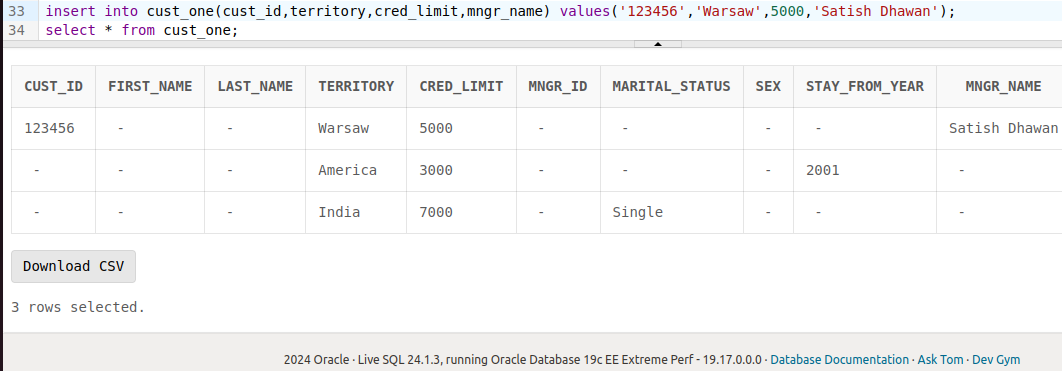 33 insert into cust_one(cust_id,territory,cred_limit,mngr_name) values('123456','Warsaw',5000,'Satish Dhawan');
34 select * from cust_one;
CUST_ID FIRST_NAME LAST_NAME TERRITORY CRED_LIMIT MNGR_ID MARITAL_STATUS SEX STAY_FROM_YEAR MNGR_NAME
123456 - - Warsaw 5000 - - - - Satish Dhawan
- - - America 3000 - - - 2001 -
- - - India 7000 - Single - - -
Download CSV
3 rows selected.
2024 Oracle · Live SQL 24.1.3, running Oracle Database 19c EE Extreme Perf - 19.17.0.0.0 · Database Documentation · Ask Tom · Dev Gym